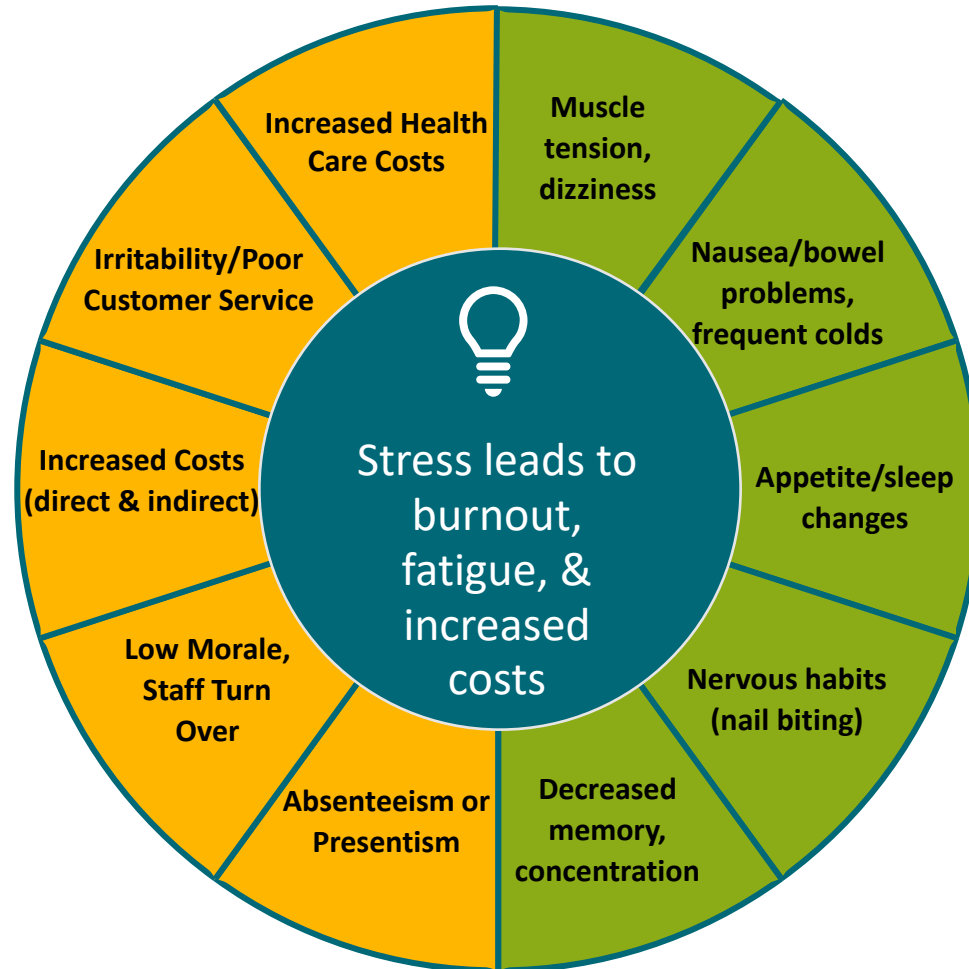 Increased Health
Care Costs
Muscle
tension,
dizziness
Nausea/bowel
problems,
frequent colds
Appetite/sleep
changes
Nervous habits
(nail biting)
Decreased
memory,
concentration
Absenteeism or
Presentism
Low Morale,
Staff Turn
Over
Increased Costs
(direct & indirect)
Irritability/Poor
Customer Service
Stress leads to
burnout,
fatigue, &
increased
costs